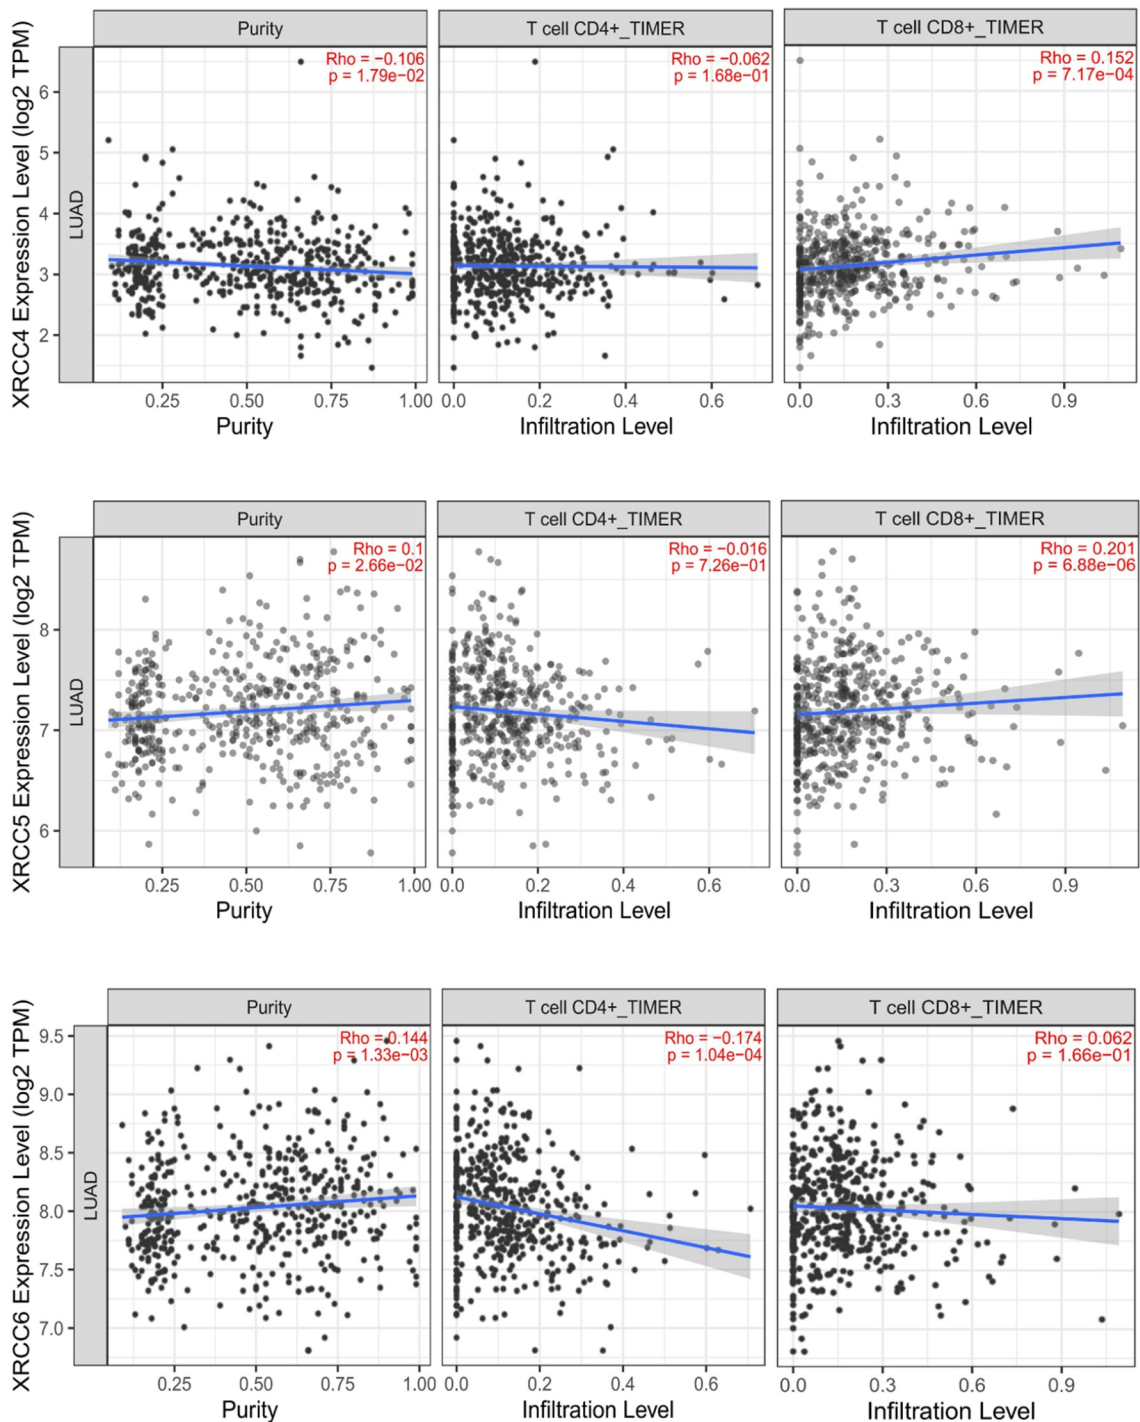 Purity
T cell CD4+_TIMER
T cell CD8+_TIMER
XRCC4 Expression Level (log2 TPM)
LUAD
Rho = −0.106
p = 1.79e−02
Rho = −0.062
p = 1.68e−01
Rho = 0.152
p = 7.17e−04
6
5
4
3
2
0.25 0.50 0.75 1.00
0.0 0.2 0.4 0.6
0.0 0.3 0.6 0.9
Purity
Infiltration Level
Infiltration Level
Purity
T cell CD4+_TIMER
T cell CD8+_TIMER
XRCC5 Expression Level (log2 TPM)
LUAD
Rho = 0.1
p = 2.66e−02
Rho = −0.016
p = 7.26e−01
Rho = 0.201
p = 6.88e−06
8
7
6
0.25 0.50 0.75 1.00
0.0 0.2 0.4 0.6
0.0 0.3 0.6 0.9
Purity
Infiltration Level
Infiltration Level
Purity
T cell CD4+_TIMER
T cell CD8+_TIMER
XRCC6 Expression Level (log2 TPM)
LUAD
Rho = 0.144
p = 1.33e−03
Rho = −0.174
p = 1.04e−04
Rho = 0.062
p = 1.66e−01
9.5
9.0
8.5
8.0
7.5
7.0
0.25 0.50 0.75 1.00
0.0 0.2 0.4 0.6
0.0 0.3 0.6 0.9
Purity
Infiltration Level
Infiltration Level